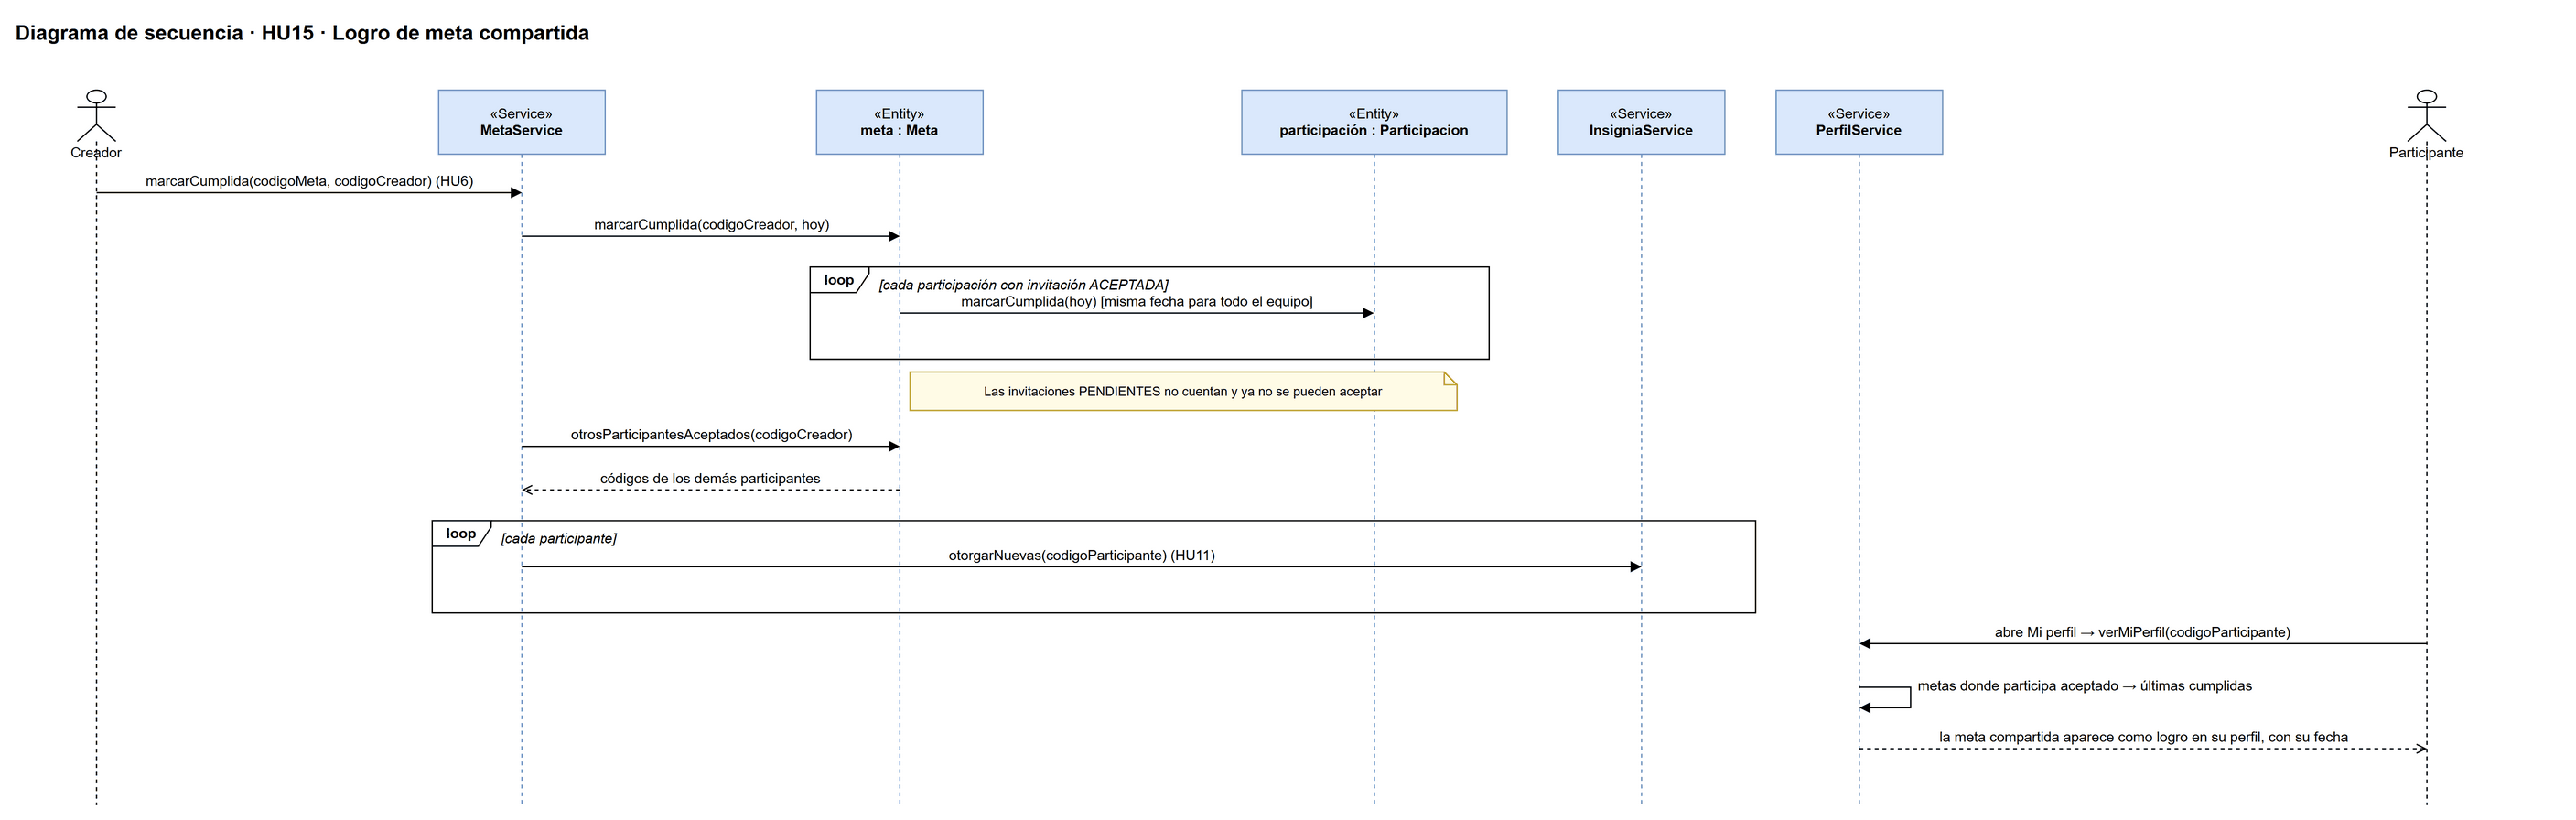 Diagrama de secuencia · HU15 · Logro de meta compartida
«Service»
MetaService
«Entity»
meta : Meta
«Entity»
participación : Participacion
«Service»
InsigniaService
«Service»
PerfilService
Creador
Participante
marcarCumplida(codigoMeta, codigoCreador) (HU6)
marcarCumplida(codigoCreador, hoy)
loop
[cada participación con invitación ACEPTADA]
marcarCumplida(hoy) [misma fecha para todo el equipo]
Las invitaciones PENDIENTES no cuentan y ya no se pueden aceptar
otrosParticipantesAceptados(codigoCreador)
códigos de los demás participantes
loop
[cada participante]
otorgarNuevas(codigoParticipante) (HU11)
abre Mi perfil → verMiPerfil(codigoParticipante)
metas donde participa aceptado → últimas cumplidas
la meta compartida aparece como logro en su perfil, con su fecha